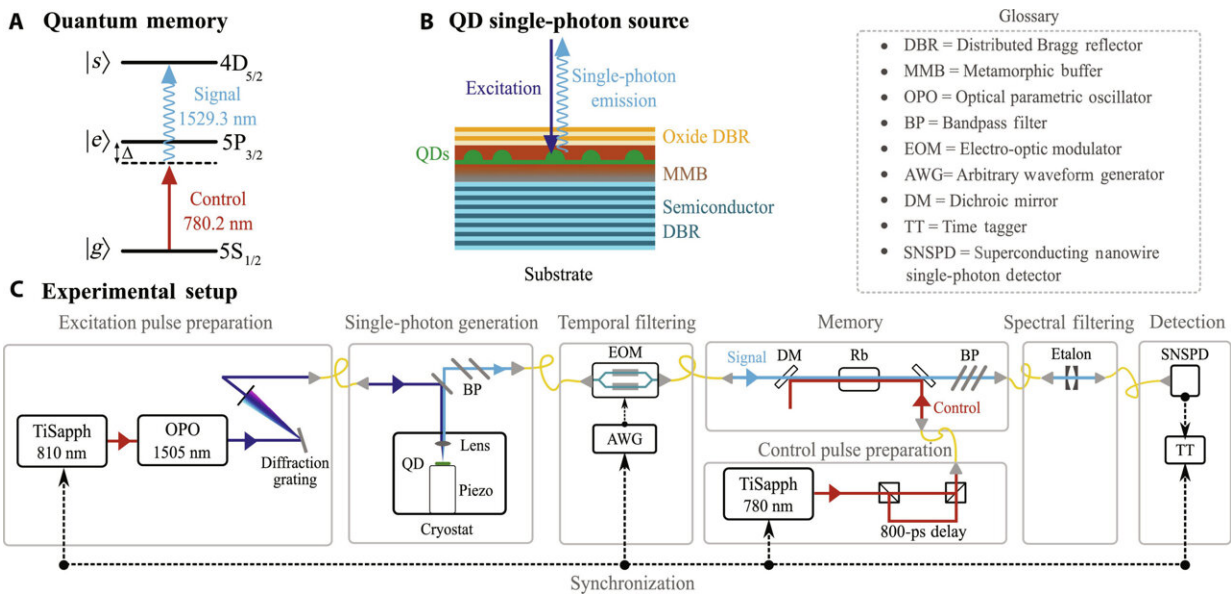 A Quantum memory
|s⟩ 4D5/2
Signal
1529.3 nm
|e⟩ 5P3/2
Δ
Control
780.2 nm
|g⟩ 5S1/2
B QD single-photon source
Excitation
Single-photon
emission
Oxide DBR
QDs
MMB
Semiconductor
DBR
Substrate
Glossary
• DBR = Distributed Bragg reflector
• MMB = Metamorphic buffer
• OPO = Optical parametric oscillator
• BP = Bandpass filter
• EOM = Electro-optic modulator
• AWG= Arbitrary waveform generator
• DM = Dichroic mirror
• TT = Time tagger
• SNSPD = Superconducting nanowire
single-photon detector
C Experimental setup
Excitation pulse preparation
TiSapph
810 nm
OPO
1505 nm
Diffraction
grating
Single-photon generation
BP
Lens
QD
Piezo
Cryostat
Temporal filtering
EOM
AWG
Memory
Signal
DM
Rb
BP
Control
Control pulse preparation
TiSapph
780 nm
800-ps delay
Spectral filtering
Etalon
Detection
SNSPD
TT
Synchronization